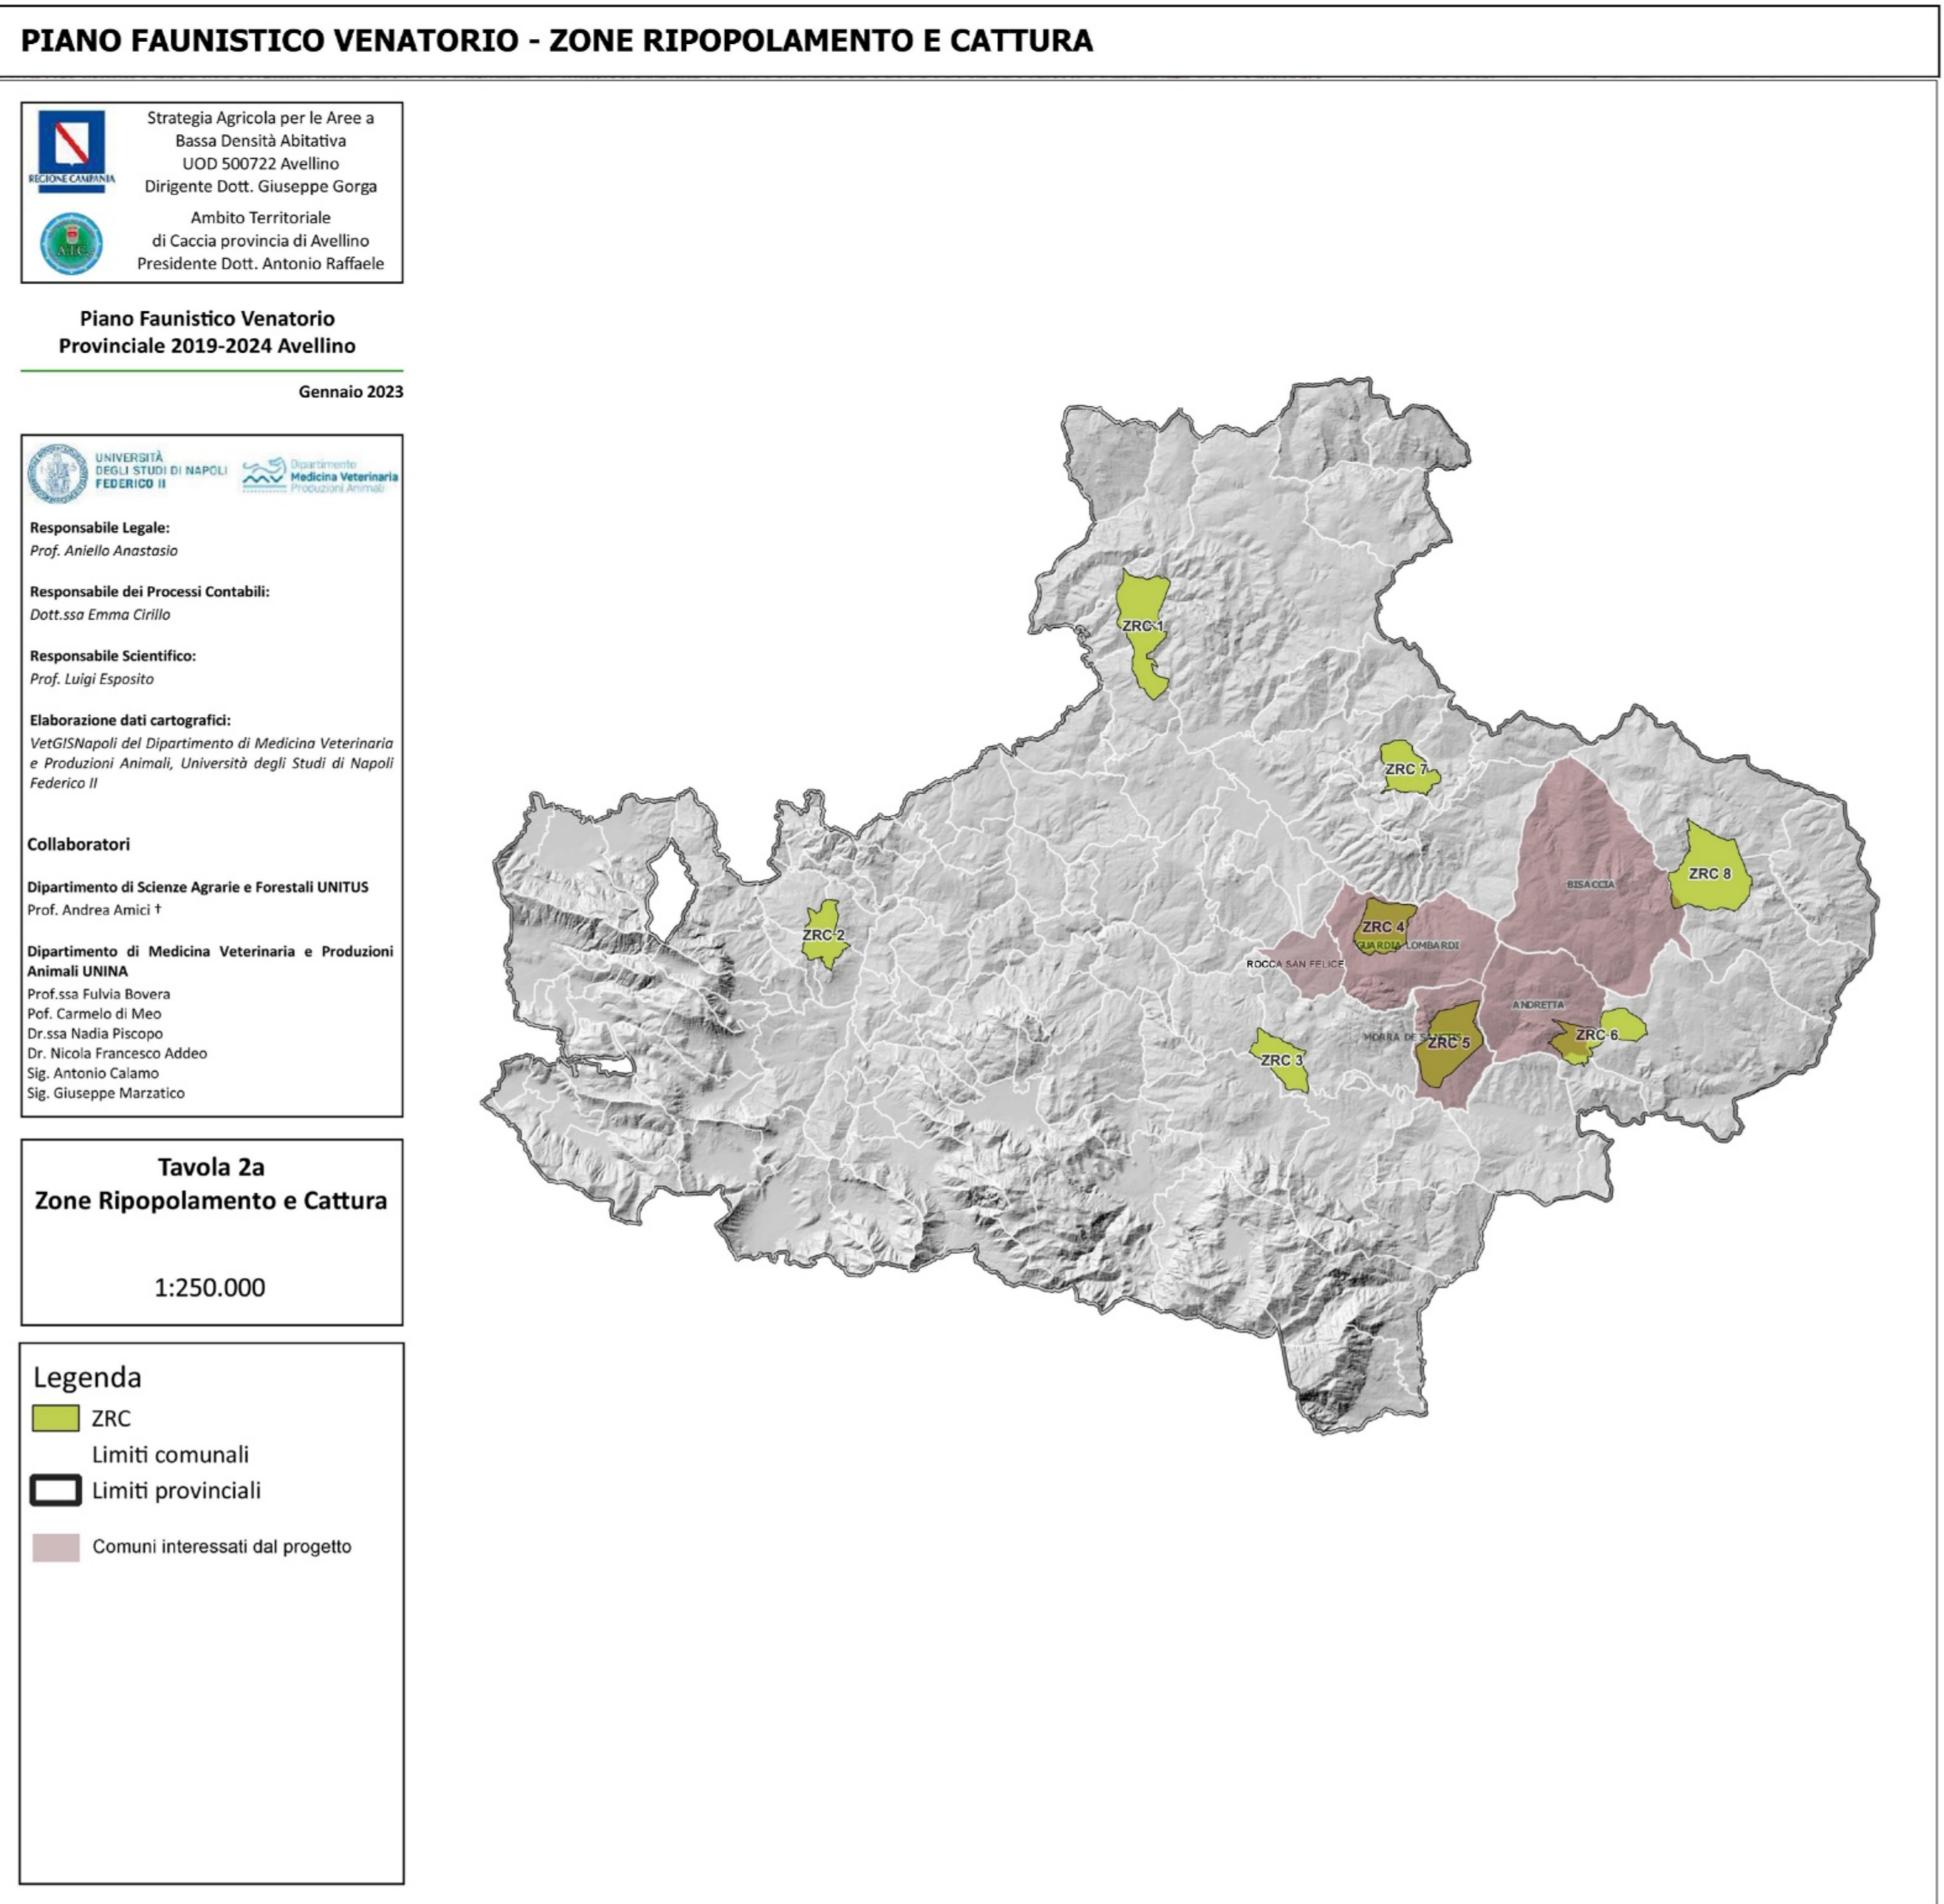 PIANO FAUNISTICO VENATORIO - ZONE RIPOPOLAMENTO E CATTURA
REGIONE CAMPANIA
Strategia Agricola per le Aree a
Bassa Densità Abitativa
UOD 500722 Avellino
Dirigente Dott. Giuseppe Gorga
A.T.C.
Ambito Territoriale
di Caccia provincia di Avellino
Presidente Dott. Antonio Raffaele
Piano Faunistico Venatorio
Provinciale 2019-2024 Avellino
Gennaio 2023
UNIVERSITÀ
DEGLI STUDI DI NAPOLI
FEDERICO II
Dipartimento
Medicina Veterinaria
Produzioni Animali
Responsabile Legale:
Prof. Aniello Anastasio
Responsabile dei Processi Contabili:
Dott.ssa Emma Cirillo
Responsabile Scientifico:
Prof. Luigi Esposito
Elaborazione dati cartografici:
VetGISNapoli del Dipartimento di Medicina Veterinaria
e Produzioni Animali, Università degli Studi di Napoli
Federico II
Collaboratori
Dipartimento di Scienze Agrarie e Forestali UNITUS
Prof. Andrea Amici †
Dipartimento di Medicina Veterinaria e Produzioni
Animali UNINA
Prof.ssa Fulvia Bovera
Pof. Carmelo di Meo
Dr.ssa Nadia Piscopo
Dr. Nicola Francesco Addeo
Sig. Antonio Calamo
Sig. Giuseppe Marzatico
Tavola 2a
Zone Ripopolamento e Cattura
1:250.000
Legenda
ZRC
Limiti comunali
Limiti provinciali
Comuni interessati dal progetto
ZRC 1
ZRC 7
ZRC 8
BISACCIA
ZRC 2
ZRC 4
GUARDIA LOMBARDI
ROCCA SAN FELICE
ANDRETTA
MORRA DE SANCTIS
ZRC 5
ZRC 6
ZRC 3